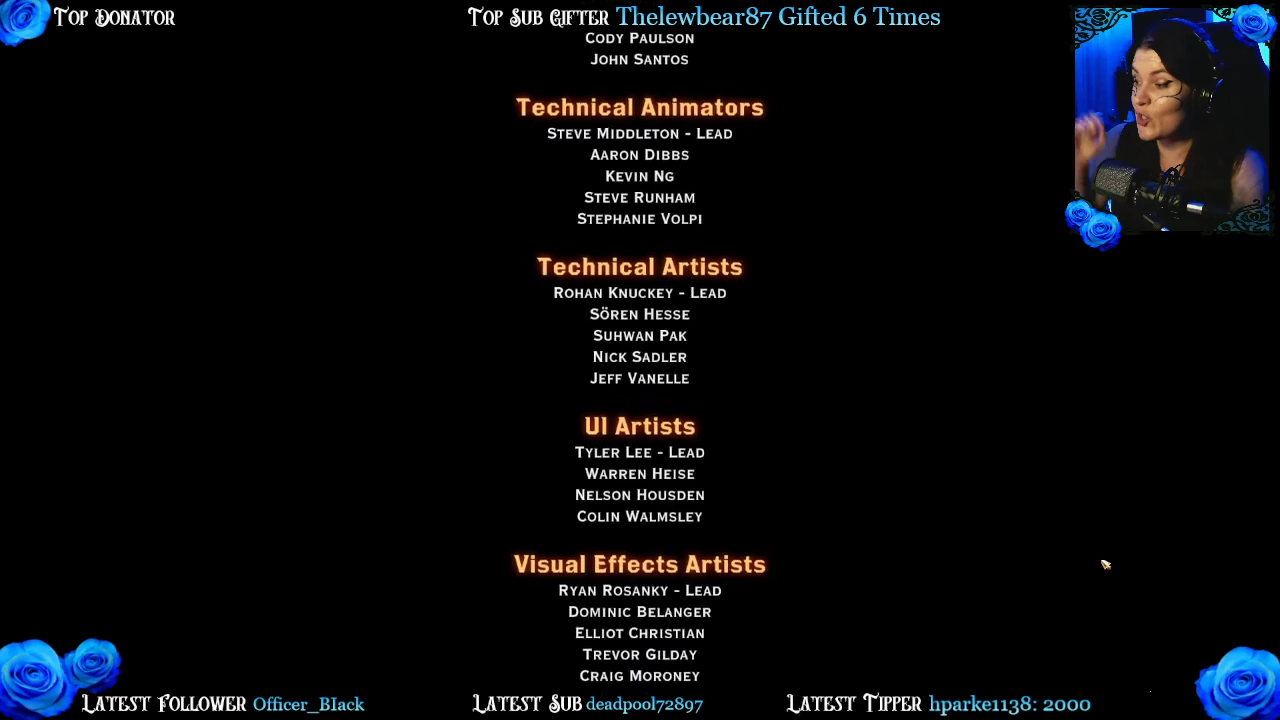 Top Donator
Top Sub Gifter Thelewbear87 Gifted 6 Times
Cody Paulson
John Santos
Technical Animators
Steve Middleton - Lead
Aaron Dibbs
Kevin Ng
Steve Runham
Stephanie Volpi
Technical Artists
Rohan Knuckey - Lead
Sören Hesse
Suhwan Pak
Nick Sadler
Jeff Vanelle
UI Artists
Tyler Lee - Lead
Warren Heise
Nelson Housden
Colin Walmsley
Visual Effects Artists
Ryan Rosanky - Lead
Dominic Belanger
Elliot Christian
Trevor Gilday
Craig Moroney
Latest Follower Officer_BIack
Latest Sub deadpool72897
Latest Tipper hparke1138: 2000